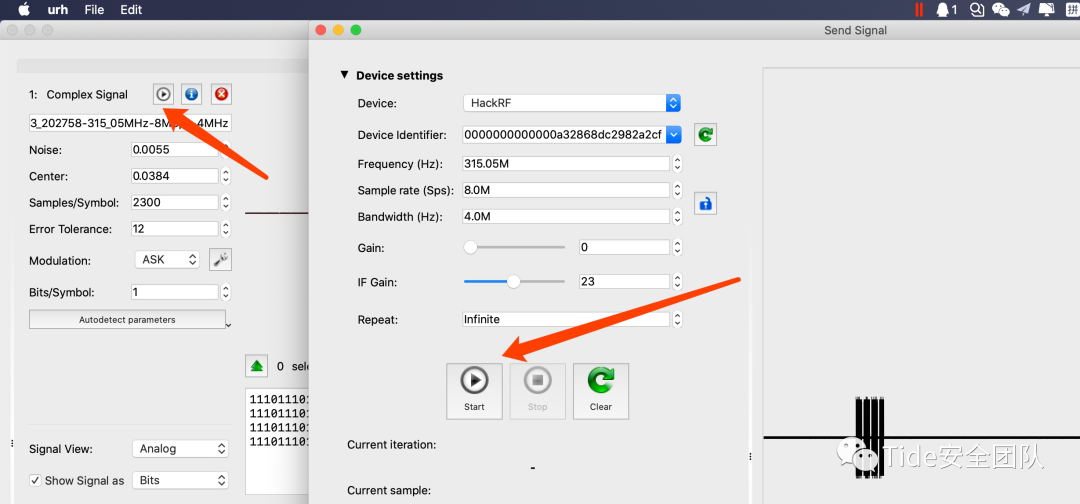 urh File Edit
1
拼
Send Signal
1: Complex Signal
3_202758-315_05MHz-8M
4MHz
Noise: 0.0055
Center: 0.0384
Samples/Symbol: 2300
Error Tolerance: 12
Modulation: ASK
Bits/Symbol: 1
Autodetect parameters
0 sele
11101110
11101110
11101110
11101110
Signal View: Analog
Show Signal as Bits
Device settings
Device: HackRF
Device Identifier: 0000000000000a32868dc2982a2cf
Frequency (Hz): 315.05M
Sample rate (Sps): 8.0M
Bandwidth (Hz): 4.0M
Gain: 0
IF Gain: 23
Repeat: Infinite
Start Stop Clear
Current iteration:
-
Current sample:
Tide安全团队